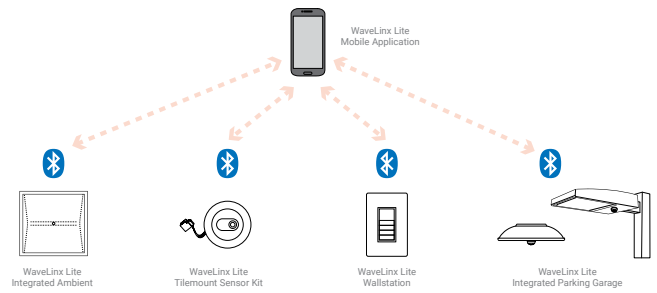 WaveLinx Lite
Mobile Application
WaveLinx Lite
Integrated Ambient
WaveLinx Lite
Tilemount Sensor Kit
WaveLinx Lite
Wallstation
WaveLinx Lite
Integrated Parking Garage